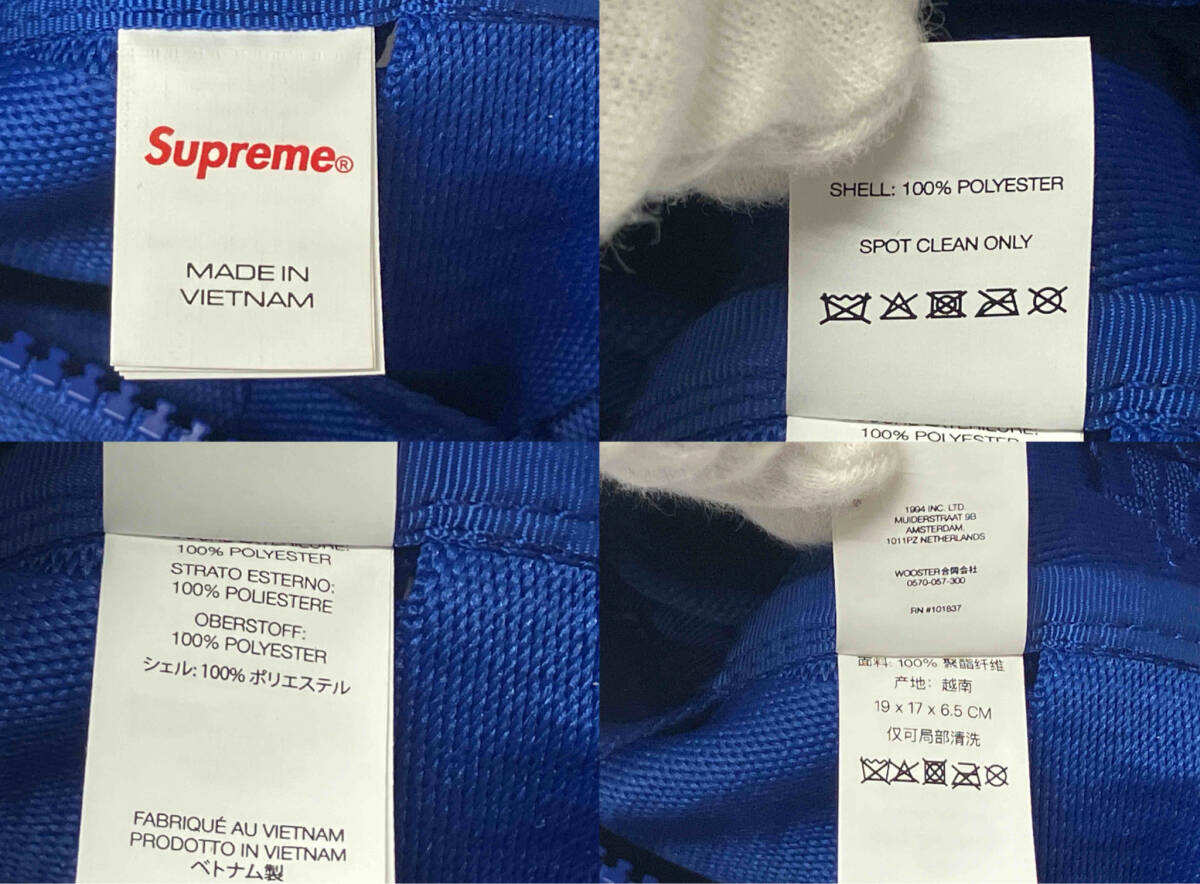 Supreme®
MADE IN
VIETNAM
SHELL: 100% POLYESTER
SPOT CLEAN ONLY
100% POLYESTER
100% POLYESTER
STRATO ESTERNO:
100% POLIESTERE
OBERSTOFF:
100% POLYESTER
シェル: 100% ポリエステル
FABRIQUÉ AU VIETNAM
PRODOTTO IN VIETNAM
ベトナム製
1994 INC. LTD.
MUIDERSTRAAT 9B
AMSTERDAM,
1011PZ NETHERLANDS
WOOSTER合同会社
0570-057-300
RN #101837
面料: 100% 聚酯纤维
产地: 越南
19 x 17 x 6.5 CM
仅可局部清洗